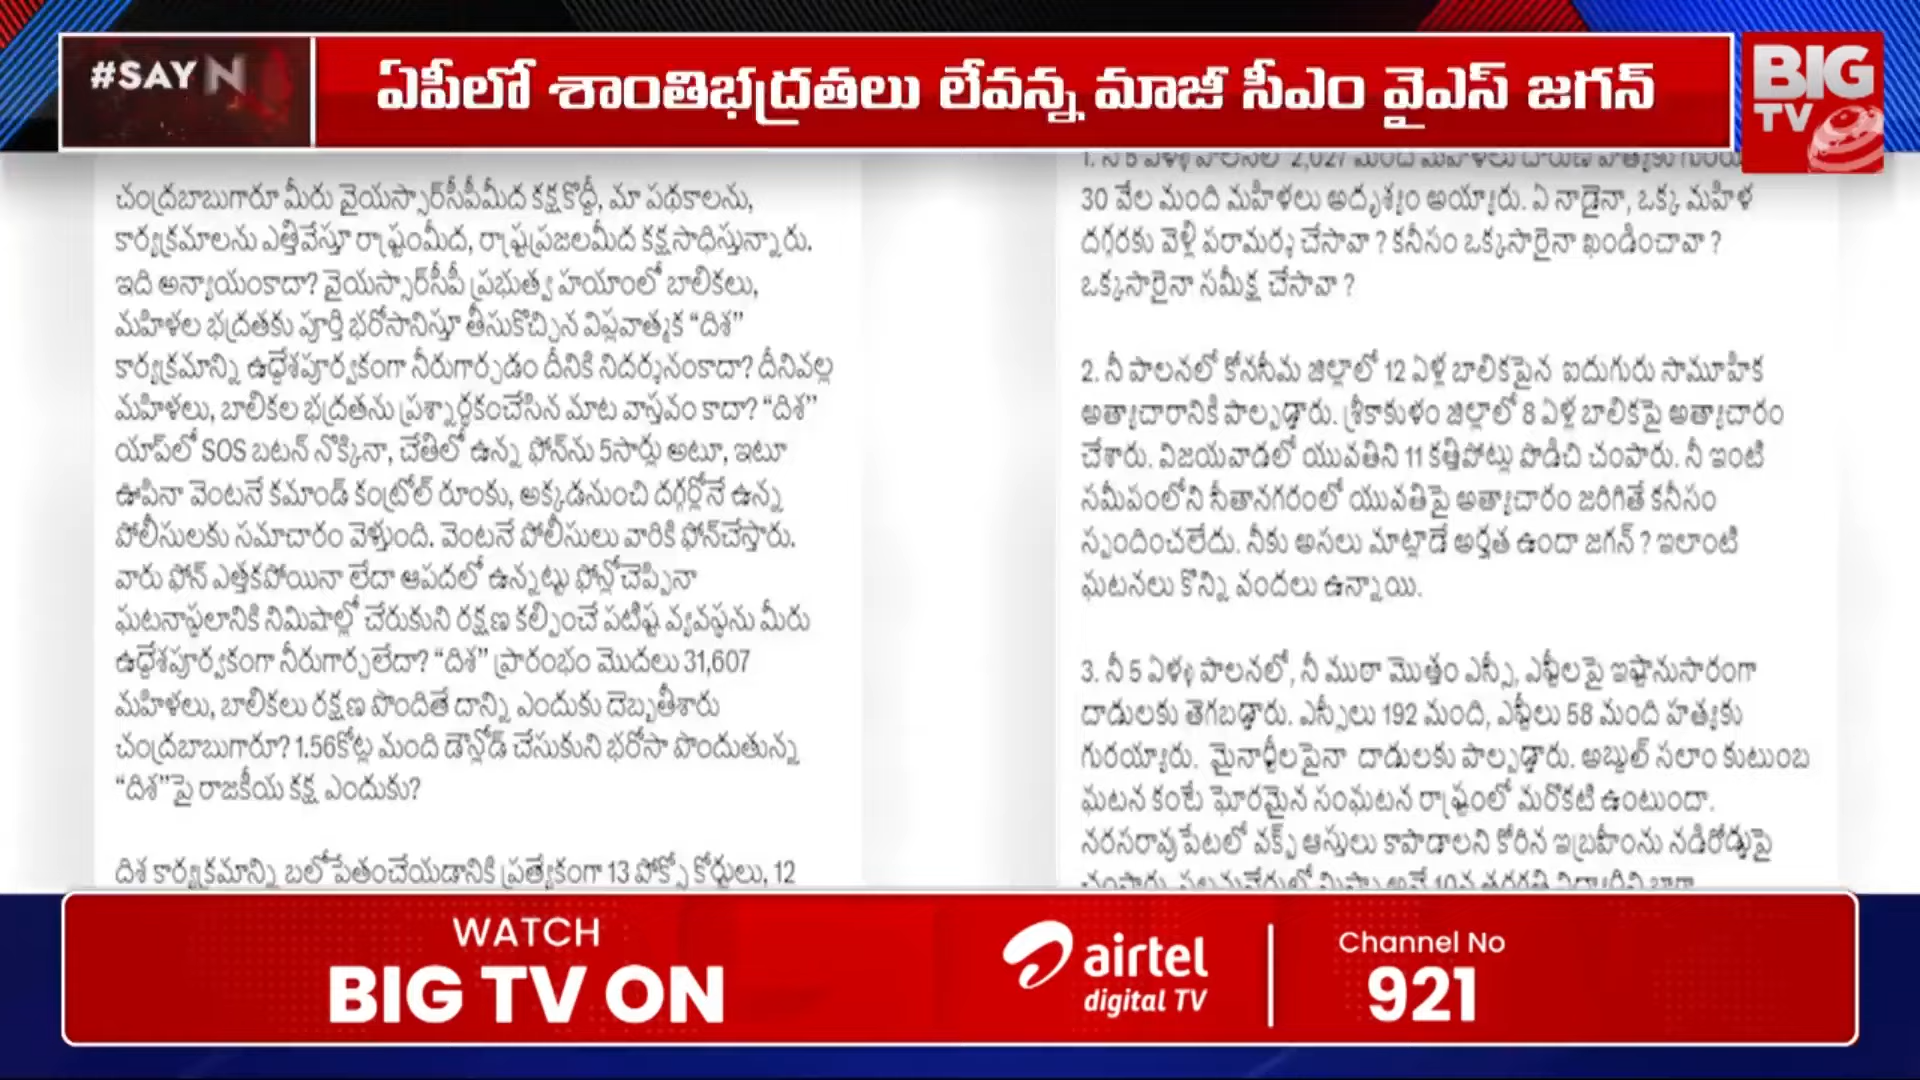 #SAY N
ఏపీలో శాంతిభద్రతలు లేవన్న మాజీ సీఎం వైఎస్ జగన్
BIG
TV
చంద్రబాబుగారూ మీరు వైయస్సార్‌సీపీమీద కక్షకొద్దీ, మా పథకాలను,
కార్యక్రమాలను ఎత్తివేస్తూ రాష్ట్రంమీద, రాష్ట్రప్రజలమీద కక్షసాధిస్తున్నారు.
ఇది అన్యాయంకాదా? వైయస్సార్‌సీపీ ప్రభుత్వ హయాంలో బాలికలు,
మహిళల భద్రతకు పూర్తి భరోసానిస్తూ తీసుకొచ్చిన విప్లవాత్మక “దిశ”
కార్యక్రమాన్ని ఉద్దేశపూర్వకంగా నీరుగార్చడం దీనికి నిదర్శనంకాదా? దీనివల్ల
మహిళలు, బాలికల భద్రతను ప్రశ్నార్థకంచేసిన మాట వాస్తవం కాదా? “దిశ”
యాప్‌లో SOS బటన్ నొక్కినా, చేతిలో ఉన్న ఫోన్‌ను 5సార్లు అటూ, ఇటూ
ఊపినా వెంటనే కమాండ్ కంట్రోల్ రూంకు, అక్కడనుంచి దగ్గర్లోనే ఉన్న
పోలీసులకు సమాచారం వెళ్తుంది. వెంటనే పోలీసులు వారికి ఫోన్‌చేస్తారు.
వారు ఫోన్ ఎత్తకపోయినా లేదా ఆపదలో ఉన్నట్టు ఫోన్లో చెప్పినా
ఘటనాస్థలానికి నిమిషాల్లో చేరుకుని రక్షణ కల్పించే పటిష్ట వ్యవస్థను మీరు
ఉద్దేశపూర్వకంగా నీరుగార్చలేదా? “దిశ” ప్రారంభం మొదలు 31,607
మహిళలు, బాలికలు రక్షణ పొందితే దాన్ని ఎందుకు దెబ్బతీశారు
చంద్రబాబుగారూ? 1.56కోట్ల మంది డౌన్లోడ్ చేసుకుని భరోసా పొందుతున్న
“దిశ”పై రాజకీయ కక్ష ఎందుకు?
దిశ కార్యక్రమాన్ని బలోపేతంచేయడానికి ప్రత్యేకంగా 13 పోక్సో కోర్టులు, 12
1. నీ 5 ఏళ్ళ పాలనలో 2,027 మంది మహిళలు దారుణ హత్యకు
30 వేల మంది మహిళలు అదృశ్యం అయ్యారు. ఏ నాడైనా, ఒక్క మహిళ
దగ్గరకు వెళ్లి పరామర్శ చేసావా ? కనీసం ఒక్కసారైనా ఖండించావా ?
ఒక్కసారైనా సమీక్ష చేసావా ?
2. నీ పాలనలో కోనసీమ జిల్లాలో 12 ఏళ్ల బాలికపైన ఐదుగురు సామూహిక
అత్యాచారానికి పాల్పడ్డారు. శ్రీకాకుళం జిల్లాలో 8 ఏళ్ల బాలికపై అత్యాచారం
చేశారు. విజయవాడలో యువతిని 11 కత్తిపోట్లు పొడిచి చంపారు. నీ ఇంటి
సమీపంలోని సీతానగరంలో యువతిపై అత్యాచారం జరిగితే కనీసం
స్పందించలేదు. నీకు అసలు మాట్లాడే అర్హత ఉందా జగన్ ? ఇలాంటి
ఘటనలు కొన్ని వందలు ఉన్నాయి.
3. నీ 5 ఏళ్ళ పాలనలో, నీ ముఠా మొత్తం ఎస్సీ, ఎస్టీలపై ఇష్టానుసారంగా
దాడులకు తెగబడ్డారు. ఎస్సీలు 192 మంది, ఎస్టీలు 58 మంది హత్యకు
గురయ్యారు. మైనార్టీలపైనా దాడులకు పాల్పడ్డారు. అబ్దుల్ సలాం కుటుంబ
ఘటన కంటే ఘోరమైన సంఘటన రాష్ట్రంలో మరొకటి ఉంటుందా.
నరసరావుపేటలో వక్ఫ్ ఆస్తులు కాపాడాలని కోరిన ఇబ్రహీంను నడిరోడ్డుపై
WATCH
BIG TV ON
airtel
digital TV
Channel No
921